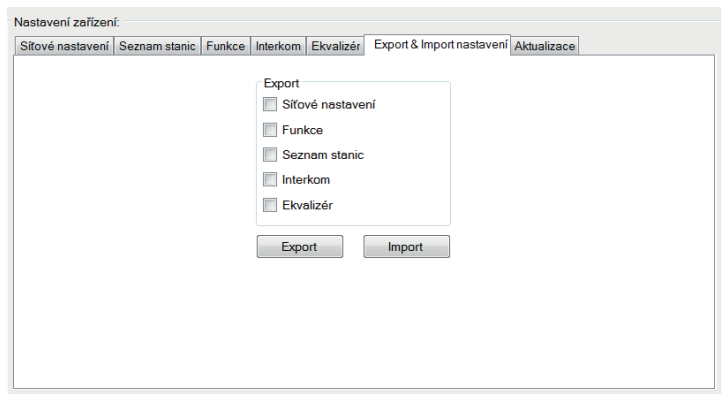 Nastavení zařízení:
Síťové nastavení Seznam stanic Funkce Interkom Ekvalizér Export & Import nastavení Aktualizace
Export
Síťové nastavení
Funkce
Seznam stanic
Interkom
Ekvalizér
Export Import